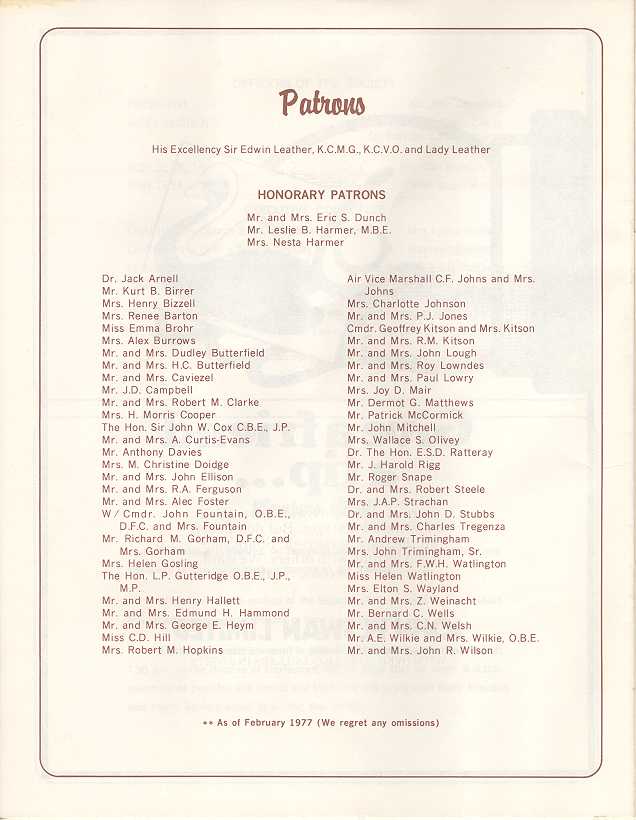 Patrons
His Excellency Sir Edwin Leather, K.C.M.G., K.C.V.O. and Lady Leather
HONORARY PATRONS
Mr. and Mrs. Eric S. Dunch
Mr. Leslie B. Harmer, M.B.E.
Mrs. Nesta Harmer
Dr. Jack Arnell
Mr. Kurt B. Birrer
Mrs. Henry Bizzell
Mrs. Renee Barton
Miss Emma Brohr
Mrs. Alex Burrows
Mr. and Mrs. Dudley Butterfield
Mr. and Mrs. H.C. Butterfield
Mr. and Mrs. Caviezel
Mr. J.D. Campbell
Mr. and Mrs. Robert M. Clarke
Mrs. H. Morris Cooper
The Hon. Sir John W. Cox C.B.E., J.P.
Mr. and Mrs. A. Curtis-Evans
Mr. Anthony Davies
Mrs. M. Christine Doidge
Mr. and Mrs. John Ellison
Mr. and Mrs. R.A. Ferguson
Mr. and Mrs. Alec Foster
W/Cmdr. John Fountain, O.B.E.,
D.F.C. and Mrs. Fountain
Mr. Richard M. Gorham, D.F.C. and
Mrs. Gorham
Mrs. Helen Gosling
The Hon. L.P. Gutteridge O.B.E., J.P.,
M.P.
Mr. and Mrs. Henry Hallett
Mr. and Mrs. Edmund H. Hammond
Mr. and Mrs. George E. Heym
Miss C.D. Hill
Mrs. Robert M. Hopkins
Air Vice Marshall C.F. Johns and Mrs.
Johns
Mrs. Charlotte Johnson
Mr. and Mrs. P.J. Jones
Cmdr. Geoffrey Kitson and Mrs. Kitson
Mr. and Mrs. R.M. Kitson
Mr. and Mrs. John Lough
Mr. and Mrs. Roy Lowndes
Mr. and Mrs. Paul Lowry
Mrs. Joy D. Mair
Mr. Dermot G. Matthews
Mr. Patrick McCormick
Mr. John Mitchell
Mrs. Wallace S. Olivey
Dr. The Hon. E.S.D. Ratteray
Mr. J. Harold Rigg
Mr. Roger Snape
Dr. and Mrs. Robert Steele
Mrs. J.A.P. Strachan
Dr. and Mrs. John D. Stubbs
Mr. and Mrs. Charles Tregenza
Mr. Andrew Trimingham
Mrs. John Trimingham, Sr.
Mr. and Mrs. F.W.H. Watlington
Miss Helen Watlington
Mrs. Elton S. Wayland
Mr. and Mrs. Z. Weinacht
Mr. Bernard C. Wells
Mr. and Mrs. C.N. Welsh
Mr. A.E. Wilkie and Mrs. Wilkie, O.B.E.
Mr. and Mrs. John R. Wilson
** As of February 1977 (We regret any omissions)